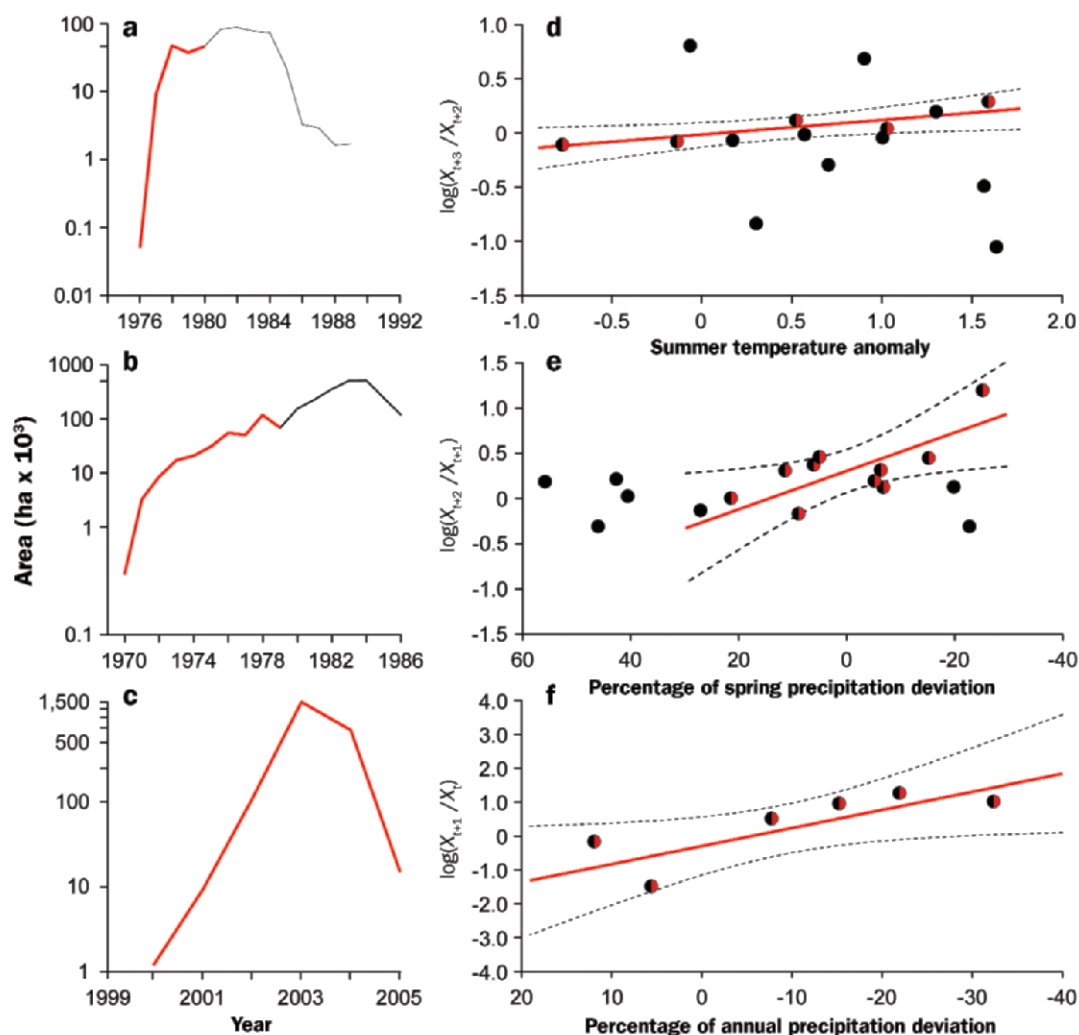 a
100
10
1
0.1
0.01
1976 1980 1984 1988 1992
b
1000
100
10
1
0.1
1970 1974 1978 1982 1986
c
1,500
500
100
10
1
1999 2001 2003 2005
Year
Area (ha x 10³)
d
1.0
0.5
0
-0.5
-1.0
-1.5
log(Xt+3 /Xt+2)
-1.0 -0.5 0 0.5 1.0 1.5 2.0
Summer temperature anomaly
e
1.5
1.0
0.5
0
-0.5
-1.0
-1.5
log(Xt+2 /Xt+1)
60 40 20 0 -20 -40
Percentage of spring precipitation deviation
f
4.0
3.0
2.0
1.0
0
-1.0
-2.0
-3.0
-4.0
log(Xt+1 /Xt)
20 10 0 -10 -20 -30 -40
Percentage of annual precipitation deviation